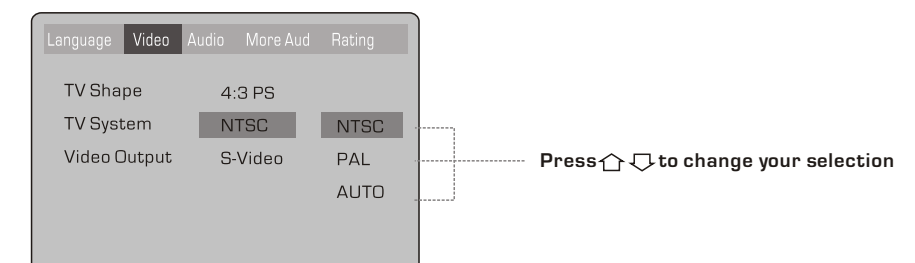 Language Video Audio More Aud Rating
TV Shape 4:3 PS
TV System NTSC NTSC
Video Output S-Video PAL
AUTO
Press to change your selection